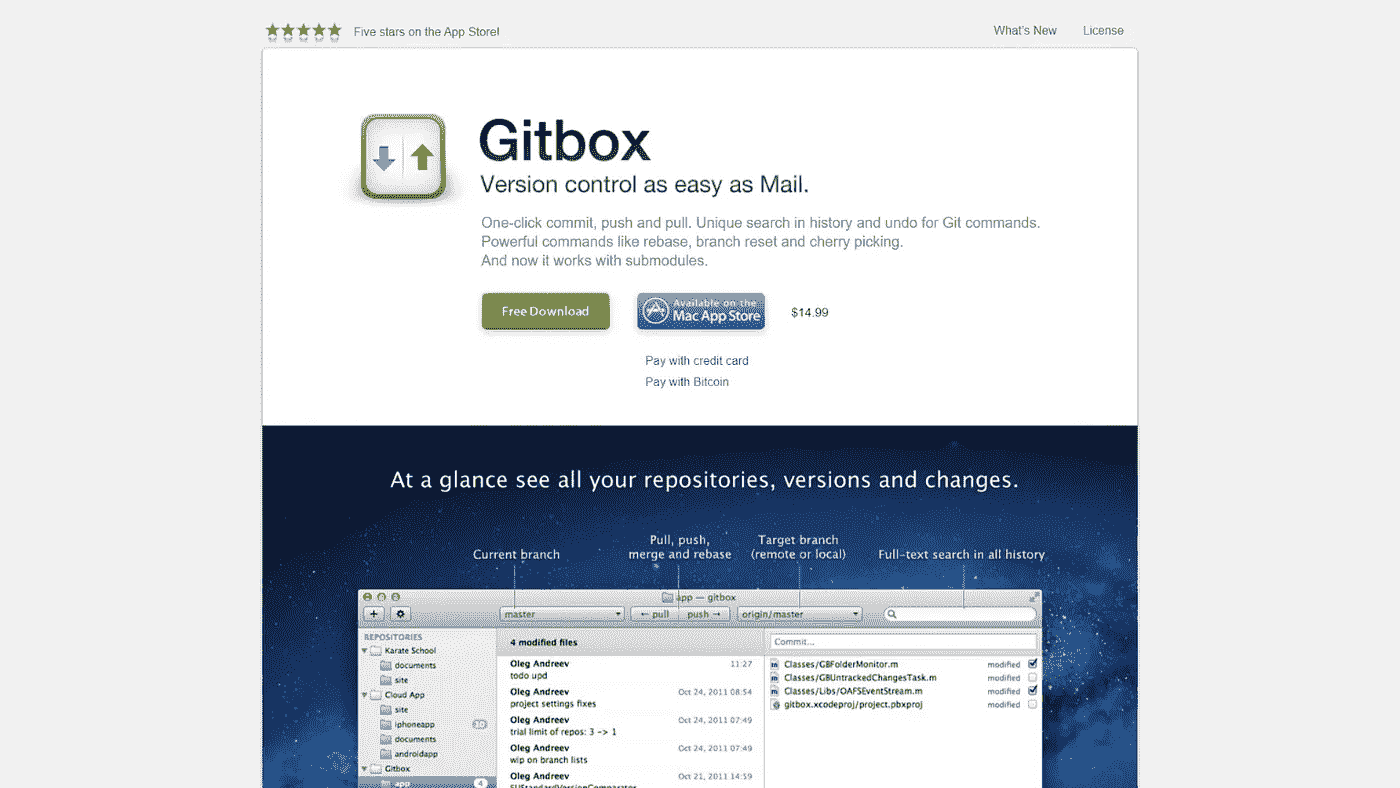 Five stars on the App Store!
What's New
License
Gitbox
Version control as easy as Mail.
One-click commit, push and pull. Unique search in history and undo for Git commands.
Powerful commands like rebase, branch reset and cherry picking.
And now it works with submodules.
Free Download
Available on the
Mac App Store
$14.99
Pay with credit card
Pay with Bitcoin
At a glance see all your repositories, versions and changes.
Current branch
Pull, push,
merge and rebase
Target branch
(remote or local)
Full-text search in all history
app — gitbox
master
← pull
push →
origin/master
REPOSITORIES
Karate School
documents
site
Cloud App
site
iphoneapp
documents
androidapp
Gitbox
app
4
4 modified files
Oleg Andreev 11:27
todo upd
Oleg Andreev Oct 24, 2011 08:54
project settings fixes
Oleg Andreev Oct 24, 2011 07:49
trial limit of repos: 3 -> 1
Oleg Andreev Oct 24, 2011 07:49
wip on branch lists
Oleg Andreev Oct 21, 2011 14:59
Commit...
Classes/GBFolderMonitor.m modified
Classes/GBUntrackedChangesTask.m modified
Classes/Libs/OAFSEventStream.m modified
gitbox.xcodeproj/project.pbxproj modified